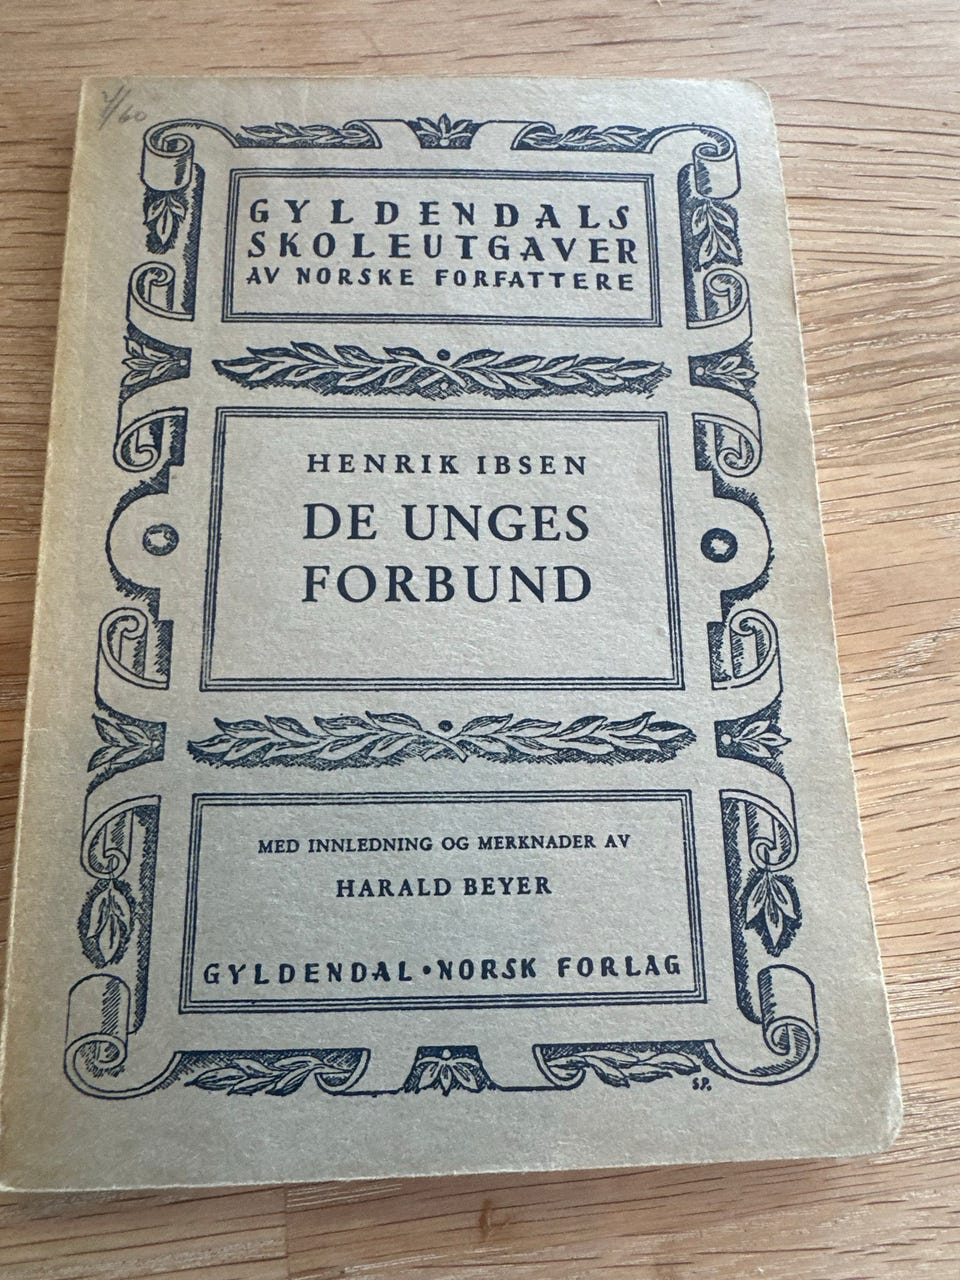 GYLDENDALS
SKOLEUTGAVER
AV NORSKE FORFATTERE
HENRIK IBSEN
DE UNGES
FORBUND
MED INNLEDNING OG MERKNADER AV
HARALD BEYER
GYLDENDAL • NORSK FORLAG
S.P.